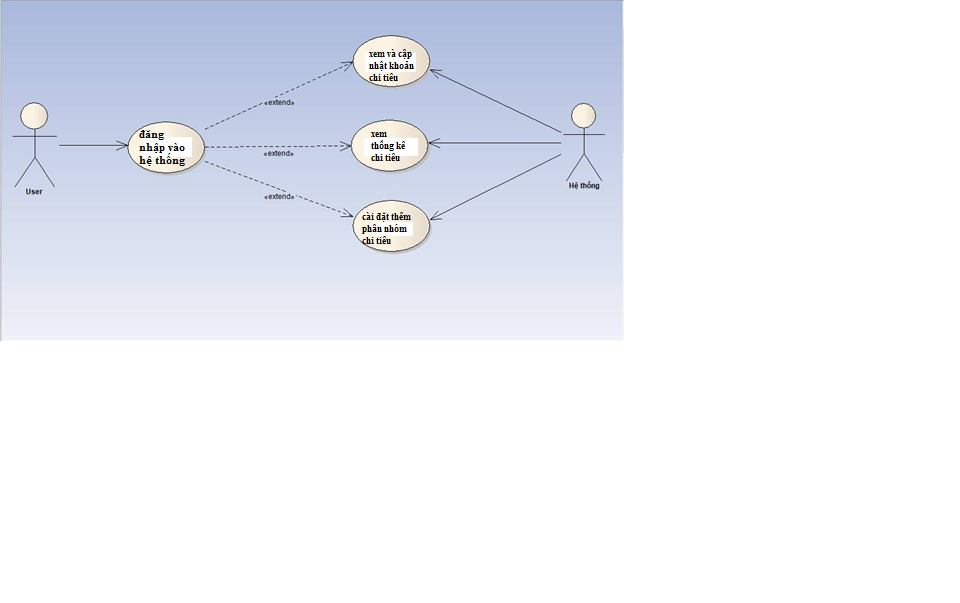 xem và cập
nhật khoản
chi tiêu
«extend»
đăng
nhập vào
hệ thống
xem
thống kê
chi tiêu
«extend»
User
Hệ thống
«extend»
cài đặt thêm
phân nhóm
chi tiêu